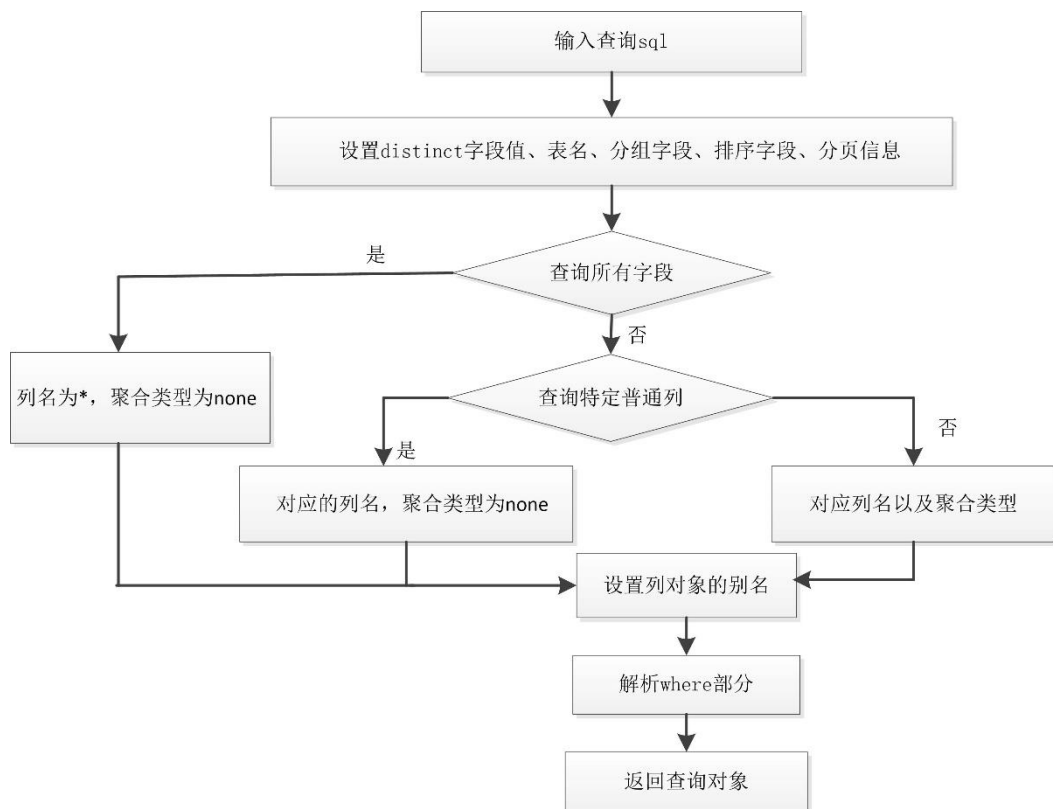 输入查询sql
设置distinct字段值、表名、分组字段、排序字段、分页信息
是
查询所有字段
否
列名为*，聚合类型为none
查询特定普通列
是
否
对应的列名，聚合类型为none
对应列名以及聚合类型
设置列对象的别名
解析where部分
返回查询对象